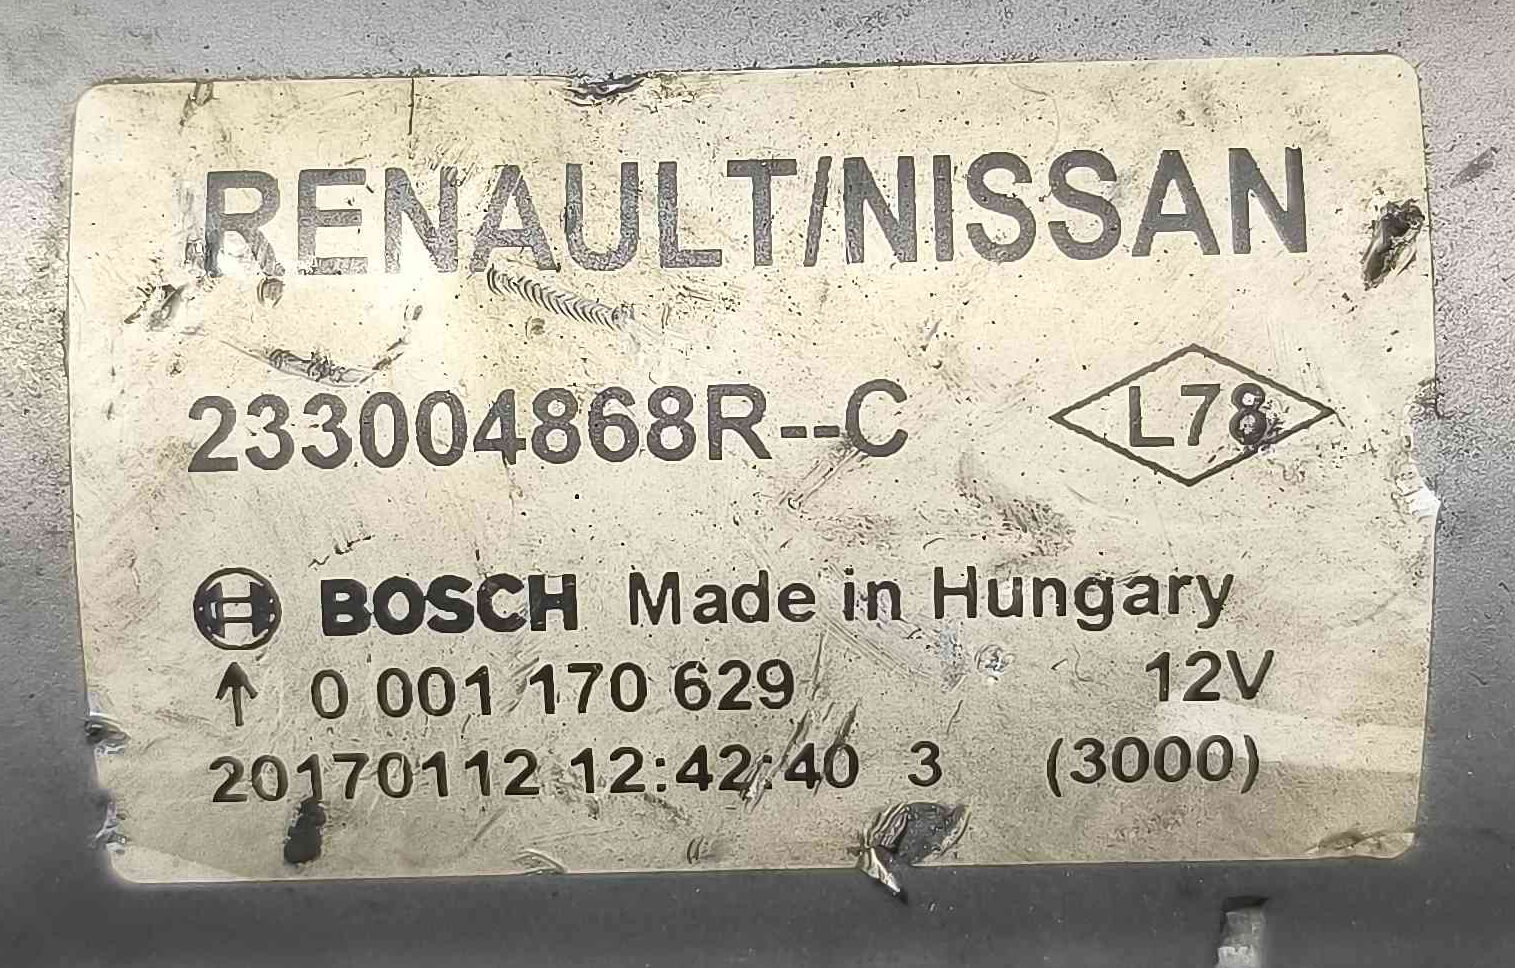 RENAULT/NISSAN
233004868R--C L78
BOSCH Made in Hungary
↑ 0 001 170 629 12V
20170112 12:42:40 3 (3000)